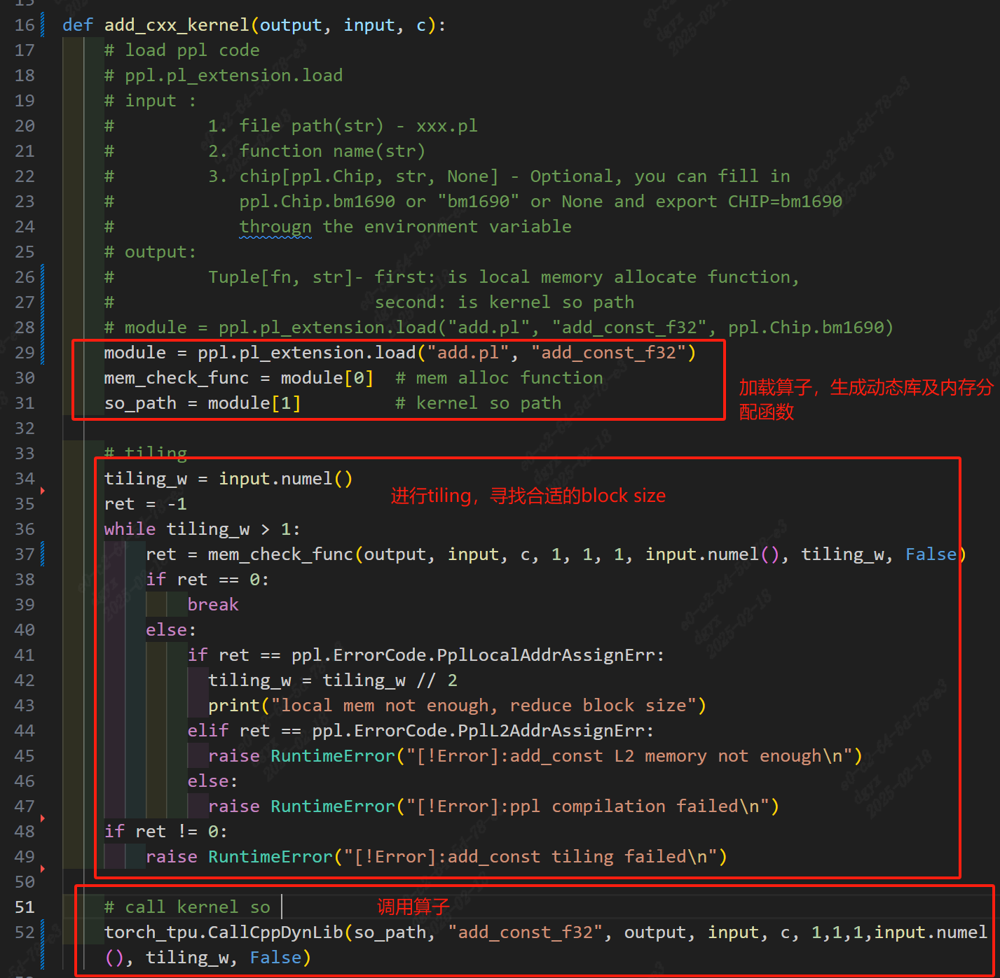 16 def add_cxx_kernel(output, input, c):
17 # load ppl code
18 # ppl.pl_extension.load
19 # input :
20 # 1. file path(str) - xxx.pl
21 # 2. function name(str)
22 # 3. chip[ppl.Chip, str, None] - Optional, you can fill in
23 # ppl.Chip.bm1690 or "bm1690" or None and export CHIP=bm1690
24 # througn the environment variable
25 # output:
26 # Tuple[fn, str]- first: is local memory allocate function,
27 # second: is kernel so path
28 # module = ppl.pl_extension.load("add.pl", "add_const_f32", ppl.Chip.bm1690)
29 module = ppl.pl_extension.load("add.pl", "add_const_f32")
30 mem_check_func = module[0] # mem alloc function
31 so_path = module[1] # kernel so path
加载算子，生成动态库及内存分
配函数
32
33 # tiling
34 tiling_w = input.numel()
进行tiling，寻找合适的block size
35 ret = -1
36 while tiling_w > 1:
37 ret = mem_check_func(output, input, c, 1, 1, 1, input.numel(), tiling_w, False)
38 if ret == 0:
39 break
40 else:
41 if ret == ppl.ErrorCode.PplLocalAddrAssignErr:
42 tiling_w = tiling_w // 2
43 print("local mem not enough, reduce block size")
44 elif ret == ppl.ErrorCode.PplL2AddrAssignErr:
45 raise RuntimeError("[!Error]:add_const L2 memory not enough\n")
46 else:
47 raise RuntimeError("[!Error]:ppl compilation failed\n")
48 if ret != 0:
49 raise RuntimeError("[!Error]:add_const tiling failed\n")
50
51 # call kernel so
调用算子
52 torch_tpu.CallCppDynLib(so_path, "add_const_f32", output, input, c, 1,1,1,input.numel
(), tiling_w, False)